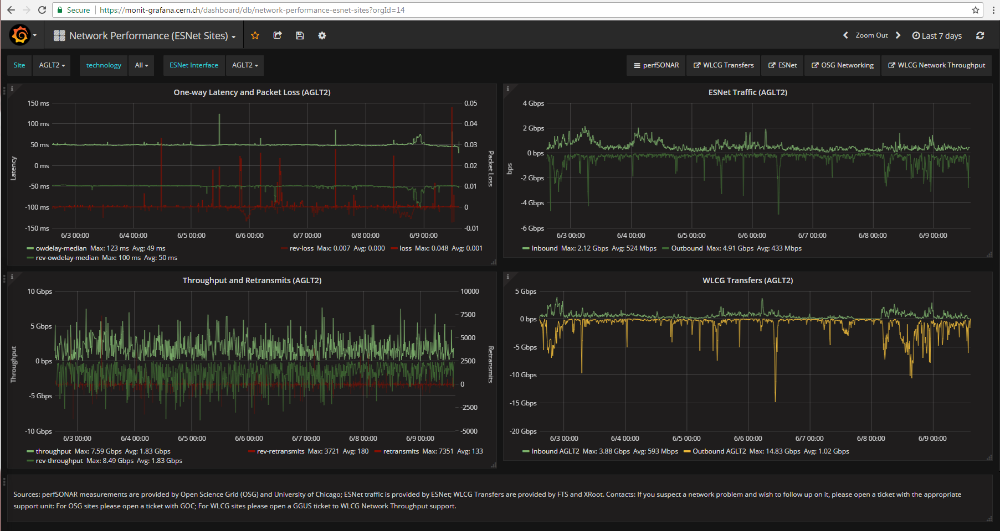 Secure https://monit-grafana.cern.ch/dashboard/db/network-performance-esnet-sites?orgId=14
Network Performance (ESNet Sites) Zoom Out Last 7 days
Site AGLT2 technology All ESNet Interface AGLT2 perfSONAR WLCG Transfers ESNet OSG Networking WLCG Network Throughput
One-way Latency and Packet Loss (AGLT2)
150 ms 0.05
100 ms 0.04
50 ms 0.03
0 ms 0.02
-50 ms 0.01
-100 ms 0
-150 ms -0.01
Latency
Packet Loss
6/3 00:00 6/4 00:00 6/5 00:00 6/6 00:00 6/7 00:00 6/8 00:00 6/9 00:00
owdelay-median Max: 123 ms Avg: 49 ms rev-loss Max: 0.007 Avg: 0.000 loss Max: 0.048 Avg: 0.001
rev-owdelay-median Max: 100 ms Avg: 50 ms
ESNet Traffic (AGLT2)
4 Gbps
2 Gbps
0 bps
-2 Gbps
-4 Gbps
-6 Gbps
bps
6/3 00:00 6/4 00:00 6/5 00:00 6/6 00:00 6/7 00:00 6/8 00:00 6/9 00:00
Inbound Max: 2.12 Gbps Avg: 524 Mbps Outbound Max: 4.91 Gbps Avg: 433 Mbps
Throughput and Retransmits (AGLT2)
10 Gbps 10000
7500
5 Gbps
5000
0 bps 2500
0
-5 Gbps
-2500
-10 Gbps -5000
Throughput
Retransmits
6/3 00:00 6/4 00:00 6/5 00:00 6/6 00:00 6/7 00:00 6/8 00:00 6/9 00:00
throughput Max: 7.59 Gbps Avg: 1.83 Gbps rev-retransmits Max: 3721 Avg: 180 retransmits Max: 7351 Avg: 133
rev-throughput Max: 8.49 Gbps Avg: 1.83 Gbps
WLCG Transfers (AGLT2)
5 Gbps
0 bps
-5 Gbps
-10 Gbps
-15 Gbps
-20 Gbps
6/3 00:00 6/4 00:00 6/5 00:00 6/6 00:00 6/7 00:00 6/8 00:00 6/9 00:00
Inbound AGLT2 Max: 3.88 Gbps Avg: 593 Mbps Outbound AGLT2 Max: 14.83 Gbps Avg: 1.02 Gbps
Sources: perfSONAR measurements are provided by Open Science Grid (OSG) and University of Chicago; ESNet traffic is provided by ESNet; WLCG Transfers are provided by FTS and XRoot. Contacts: If you suspect a network problem and wish to follow up on it, please open a ticket with the appropriate
support unit: For OSG sites please open a ticket with GOC; For WLCG sites please open a GGUS ticket to WLCG Network Throughput support.